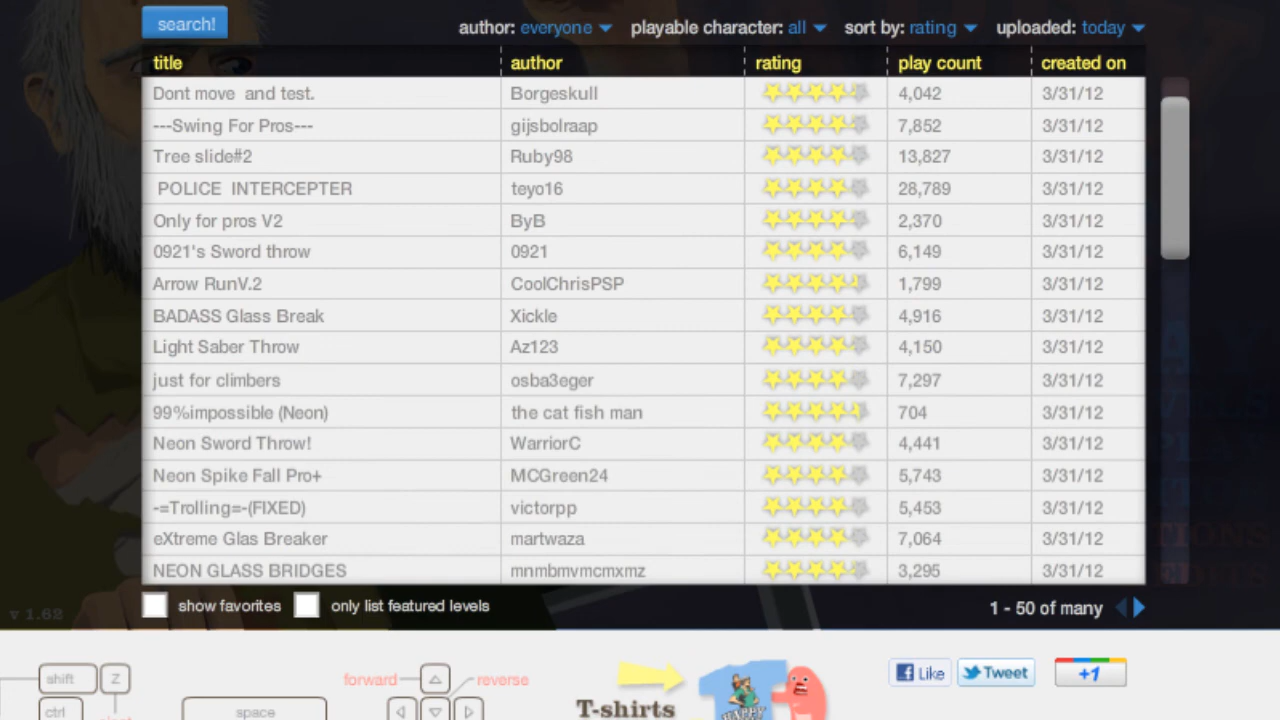 search! author: everyone playable character: all sort by: rating uploaded: today
title author rating play count created on
Dont move and test. Borgeskull 4,042 3/31/12
---Swing For Pros--- gijsbolraap 7,852 3/31/12
Tree slide#2 Ruby98 13,827 3/31/12
POLICE INTERCEPTER teyo16 28,789 3/31/12
Only for pros V2 ByB 2,370 3/31/12
0921's Sword throw 0921 6,149 3/31/12
Arrow RunV.2 CoolChrisPSP 1,799 3/31/12
BADASS Glass Break Xickle 4,916 3/31/12
Light Saber Throw Az123 4,150 3/31/12
just for climbers osba3eger 7,297 3/31/12
99%impossible (Neon) the cat fish man 704 3/31/12
Neon Sword Throw! WarriorC 4,441 3/31/12
Neon Spike Fall Pro+ MCGreen24 5,743 3/31/12
-=Trolling=-(FIXED) victorpp 5,453 3/31/12
eXtreme Glas Breaker martwaza 7,064 3/31/12
NEON GLASS BRIDGES mnmbmvmcmxmz 3,295 3/31/12
v 1.62 show favorites only list featured levels 1 - 50 of many
shift Z forward reverse Like Tweet +1
ctrl eject space T-shirts
HAPPY